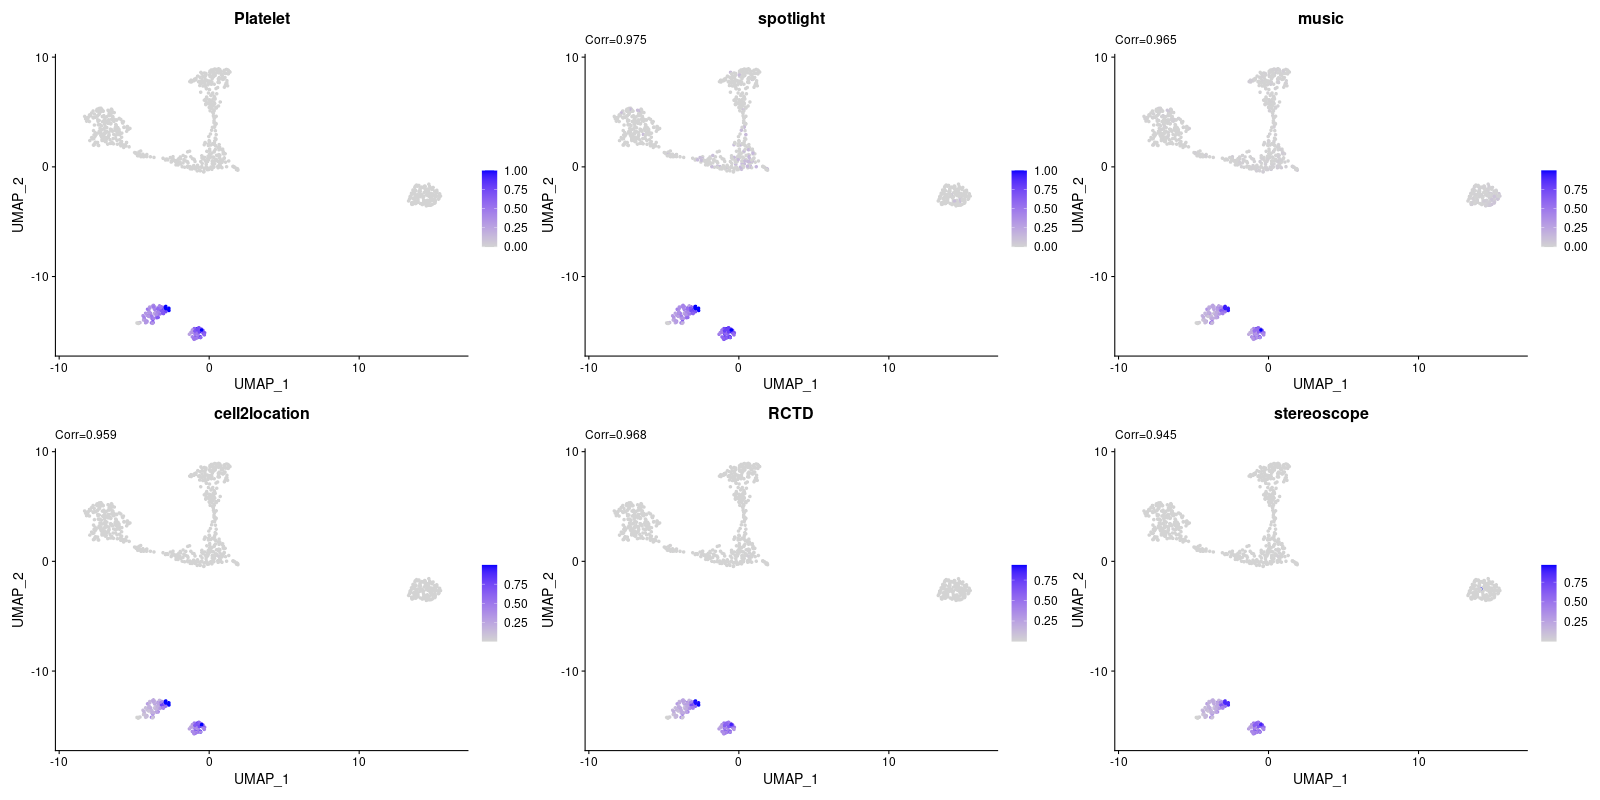 Platelet
10
0
-10
UMAP_2
-10
0
10
UMAP_1
1.00
0.75
0.50
0.25
0.00
spotlight
Corr=0.975
10
0
-10
UMAP_2
-10
0
10
UMAP_1
1.00
0.75
0.50
0.25
0.00
music
Corr=0.965
10
0
-10
UMAP_2
-10
0
10
UMAP_1
0.75
0.50
0.25
0.00
cell2location
Corr=0.959
10
0
-10
UMAP_2
-10
0
10
UMAP_1
0.75
0.50
0.25
RCTD
Corr=0.968
10
0
-10
UMAP_2
-10
0
10
UMAP_1
0.75
0.50
0.25
stereoscope
Corr=0.945
10
0
-10
UMAP_2
-10
0
10
UMAP_1
0.75
0.50
0.25